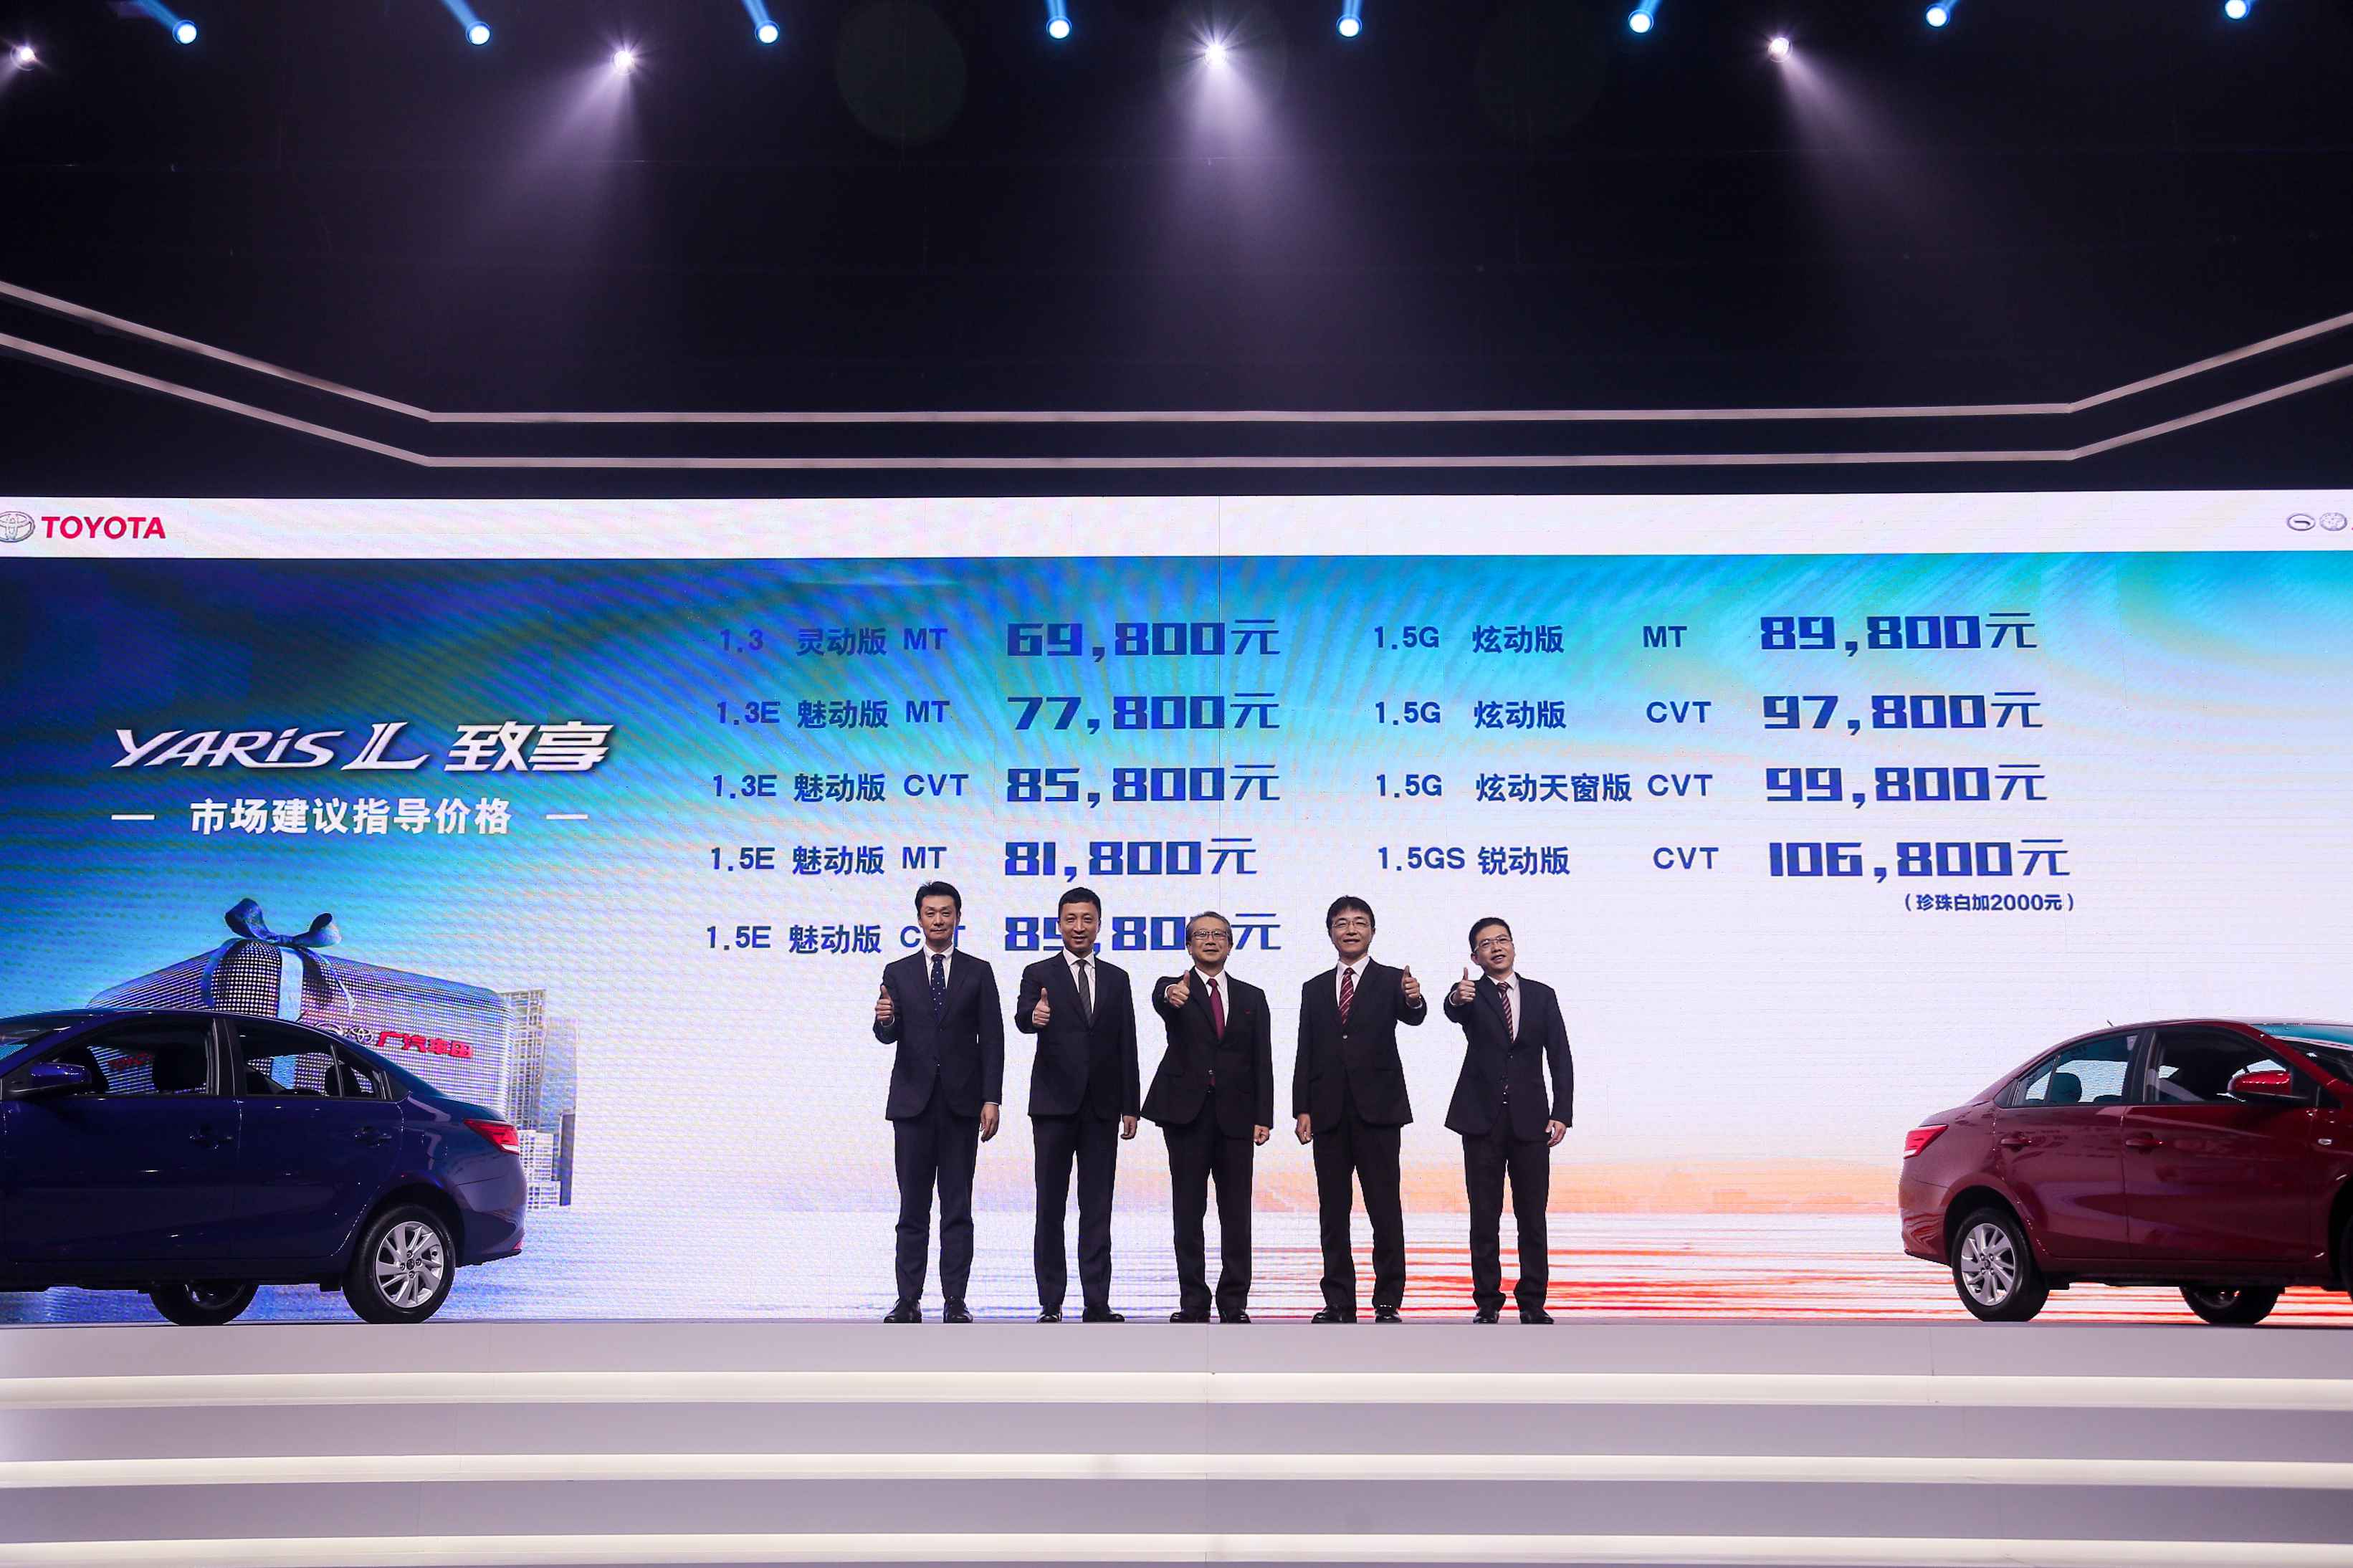 TOYOTA
YARiS L 致享
市场建议指导价格
1.3 灵动版 MT 69,800元
1.3E 魅动版 MT 77,800元
1.3E 魅动版 CVT 85,800元
1.5E 魅动版 MT 81,800元
1.5E 魅动版 元
1.5G 炫动版 MT 89,800元
1.5G 炫动版 CVT 97,800元
1.5G 炫动天窗版 CVT 99,800元
1.5GS 锐动版 CVT 106,800元
（珍珠白加2000元）
广汽丰田